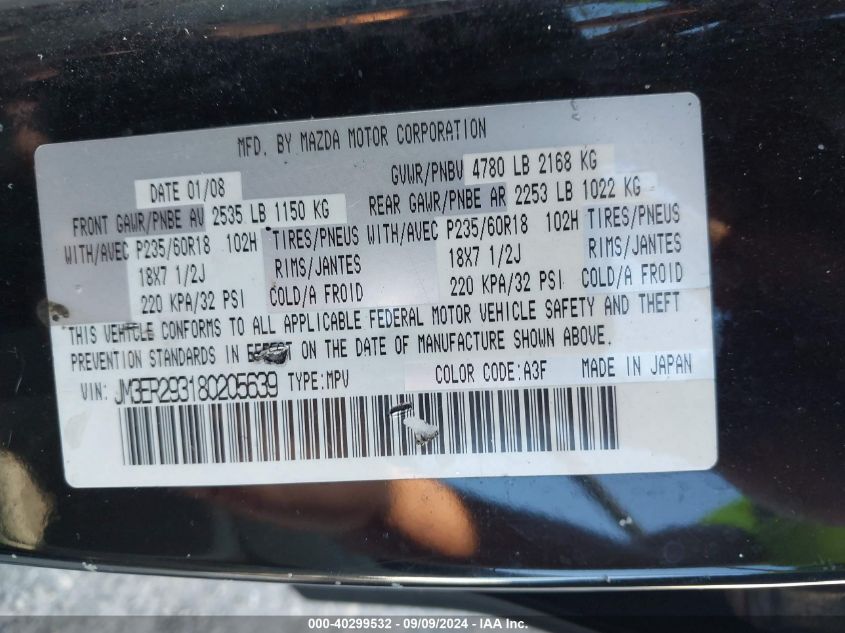 MFD. BY MAZDA MOTOR CORPORATION
DATE 01/08 GVWR/PNBV 4780 LB 2168 KG
FRONT GAWR/PNBE AV 2535 LB 1150 KG REAR GAWR/PNBE AR 2253 LB 1022 KG
WITH/AVEC P235/60R18 102H TIRES/PNEUS WITH/AVEC P235/60R18 102H TIRES/PNEUS
18X7 1/2J RIMS/JANTES 18X7 1/2J RIMS/JANTES
220 KPA/32 PSI COLD/A FROID 220 KPA/32 PSI COLD/A FROID
THIS VEHICLE CONFORMS TO ALL APPLICABLE FEDERAL MOTOR VEHICLE SAFETY AND THEFT
PREVENTION STANDARDS IN ON THE DATE OF MANUFACTURE SHOWN ABOVE.
VIN: JM3ER293180205639 TYPE:MPV COLOR CODE:A3F MADE IN JAPAN
000-40299532 - 09/09/2024 - IAA Inc.